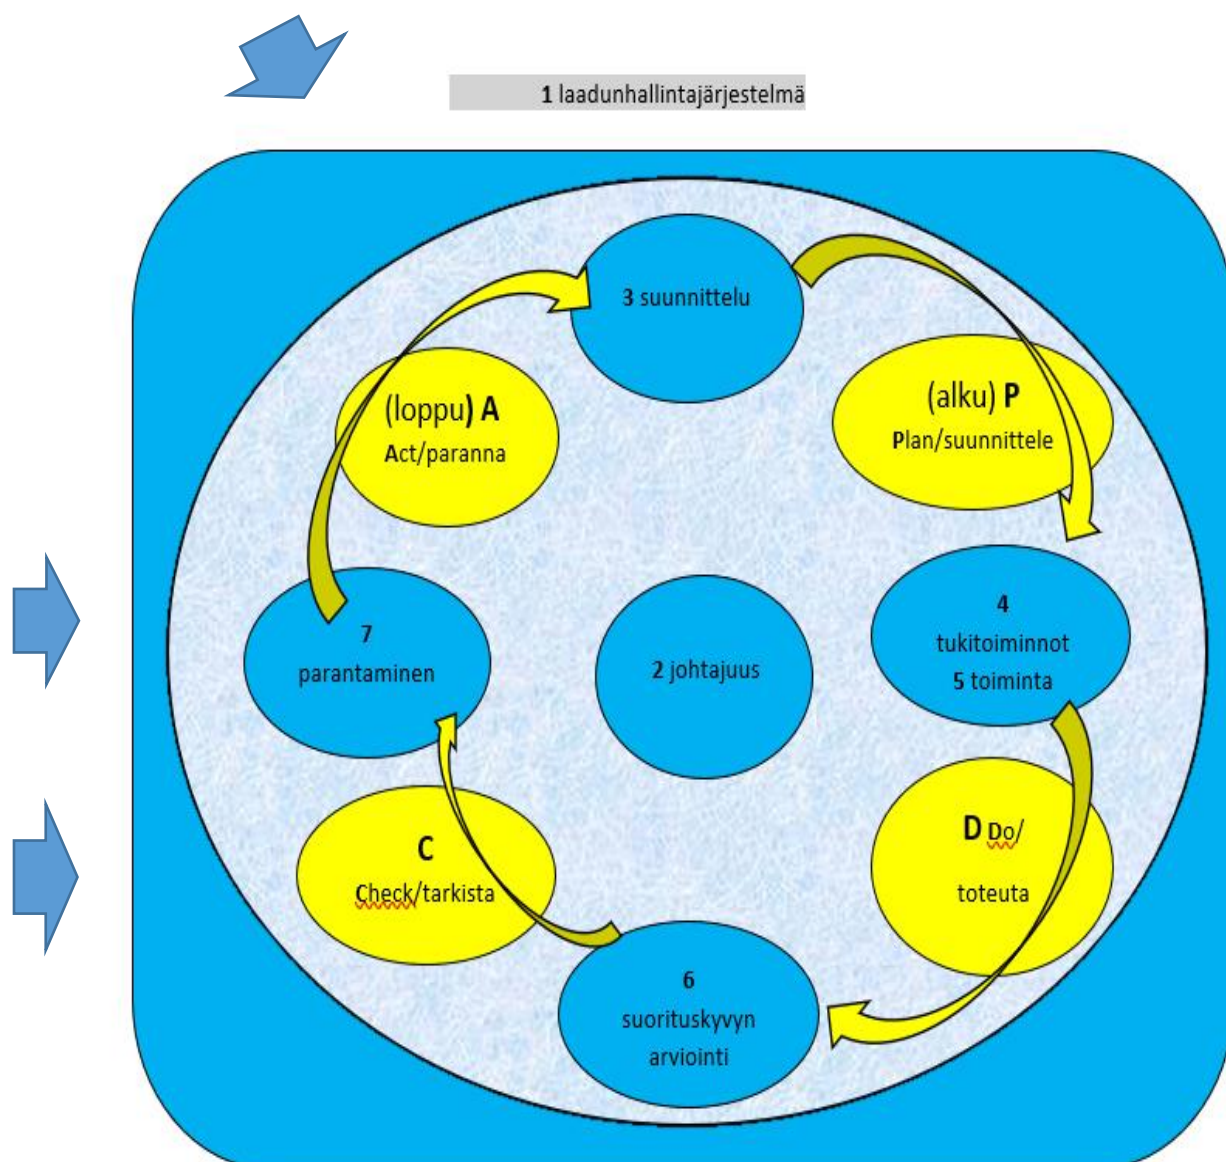 1 laadunhallintajärjestelmä
3 suunnittelu
(loppu) A
Act/paranna
(alku) P
Plan/suunnittele
4
tukitoiminnot
5 toiminta
7
parantaminen
2 johtajuus
D Do/
toteuta
C
Check/tarkista
6
suorituskyvyn
arviointi